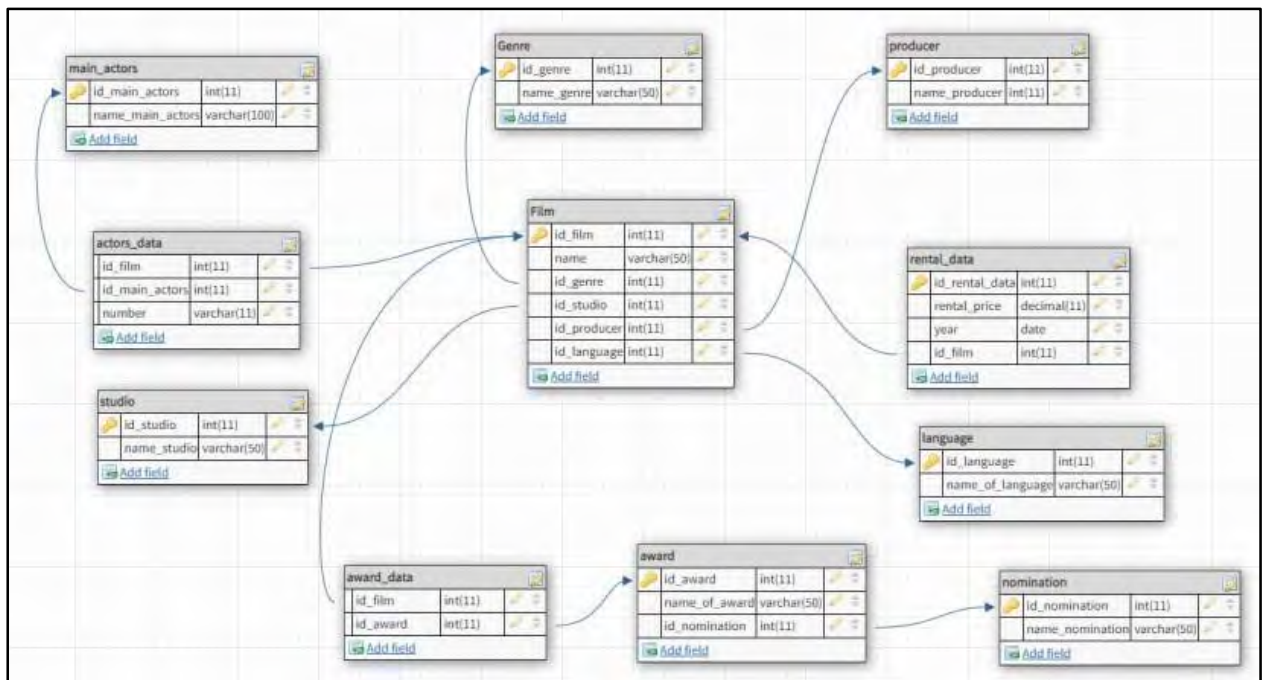 main_actors
id_main_actors int(11)
name_main_actors varchar(100)
Add field
Genre
id_genre int(11)
name_genre varchar(50)
Add field
producer
id_producer int(11)
name_producer int(11)
Add field
actors_data
id_film int(11)
id_main_actors int(11)
number varchar(11)
Add field
Film
id_film int(11)
name varchar(50)
id_genre int(11)
id_studio int(11)
id_producer int(11)
id_language int(11)
Add field
rental_data
id_rental_data int(11)
rental_price decimal(11)
year date
id_film int(11)
Add field
studio
id_studio int(11)
name_studio varchar(50)
Add field
language
id_language int(11)
name_of_language varchar(50)
Add field
award_data
id_film int(11)
id_award int(11)
Add field
award
id_award int(11)
name_of_award varchar(50)
id_nomination int(11)
Add field
nomination
id_nomination int(11)
name_nomination varchar(50)
Add field